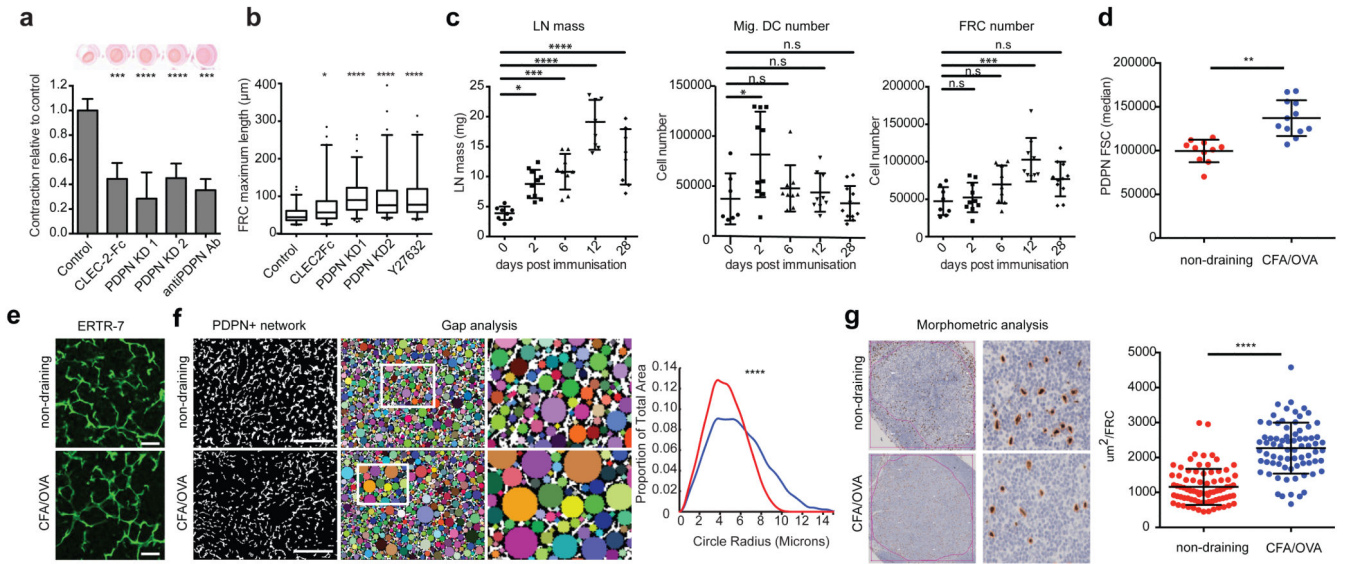 a
*** **** **** ***
Contraction relative to control
1.2
1.0
0.8
0.6
0.4
0.2
0.0
Control
CLEC-2-Fc
PDPN KD 1
PDPN KD 2
antiPDPN Ab
b
* **** **** ****
FRC maximum length (µm)
400
300
200
100
0
Control
CLEC2Fc
PDPN KD1
PDPN KD2
Y27632
c
LN mass
****
****
***
*
LN mass (mg)
25
20
15
10
5
0
0 2 6 12 28
days post immunisation
Mig. DC number
n.s
n.s
n.s
*
Cell number
150000
100000
50000
0
0 2 6 12 28
days post immunisation
FRC number
n.s
***
n.s
n.s
Cell number
200000
150000
100000
50000
0
0 2 6 12 28
days post immunisation
d
**
PDPN FSC (median)
200000
150000
100000
50000
0
non-draining CFA/OVA
e
ERTR-7
non-draining
CFA/OVA
f
PDPN+ network Gap analysis
non-draining
CFA/OVA
****
Proportion of Total Area
0.14
0.12
0.10
0.08
0.06
0.04
0.02
0
0 2 4 6 8 10 12 14
Circle Radius (Microns)
g
Morphometric analysis
non-draining
CFA/OVA
****
um2/FRC
5000
4000
3000
2000
1000
0
non-draining CFA/OVA